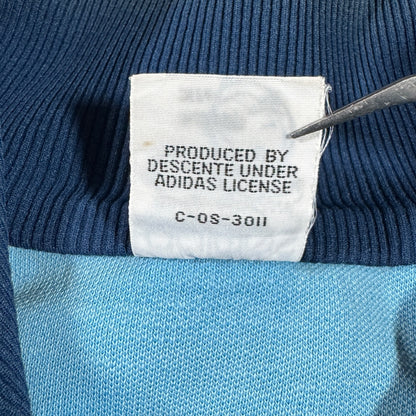 PRODUCED BY
DESCENTE UNDER
ADIDAS LICENSE
C-OS-3011